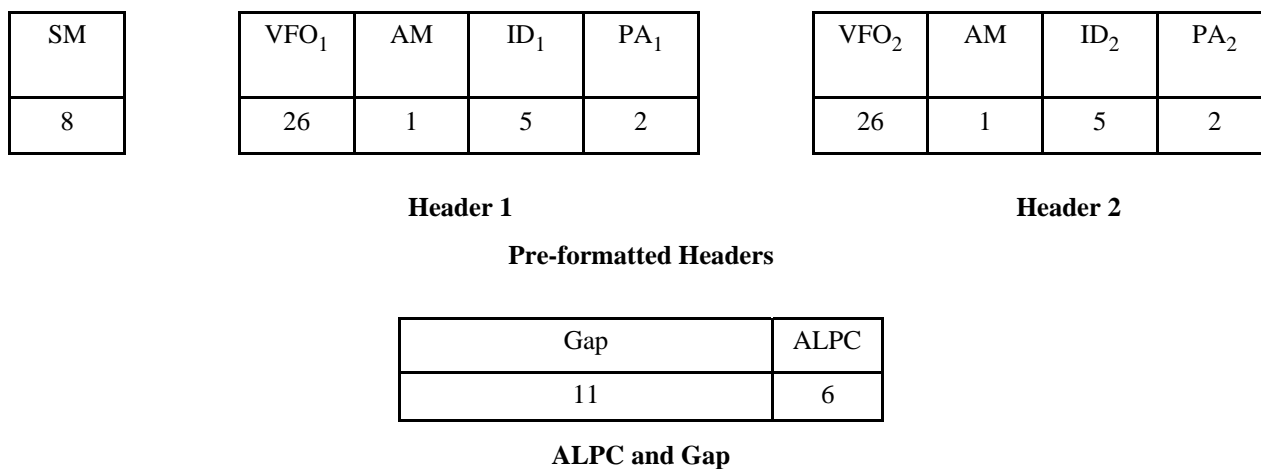 SM VFO₁ AM ID₁ PA₁ VFO₂ AM ID₂ PA₂
8 26 1 5 2 26 1 5 2
Header 1 Header 2
Pre-formatted Headers
Gap ALPC
11 6
ALPC and Gap